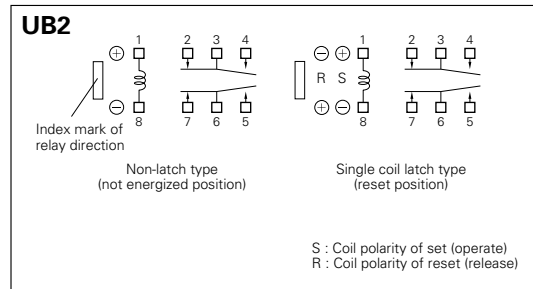 UB2
1 2 3 4
8 7 6 5
Index mark of
relay direction
Non-latch type
(not energized position)
R S
1 2 3 4
8 7 6 5
Single coil latch type
(reset position)
S : Coil polarity of set (operate)
R : Coil polarity of reset (release)